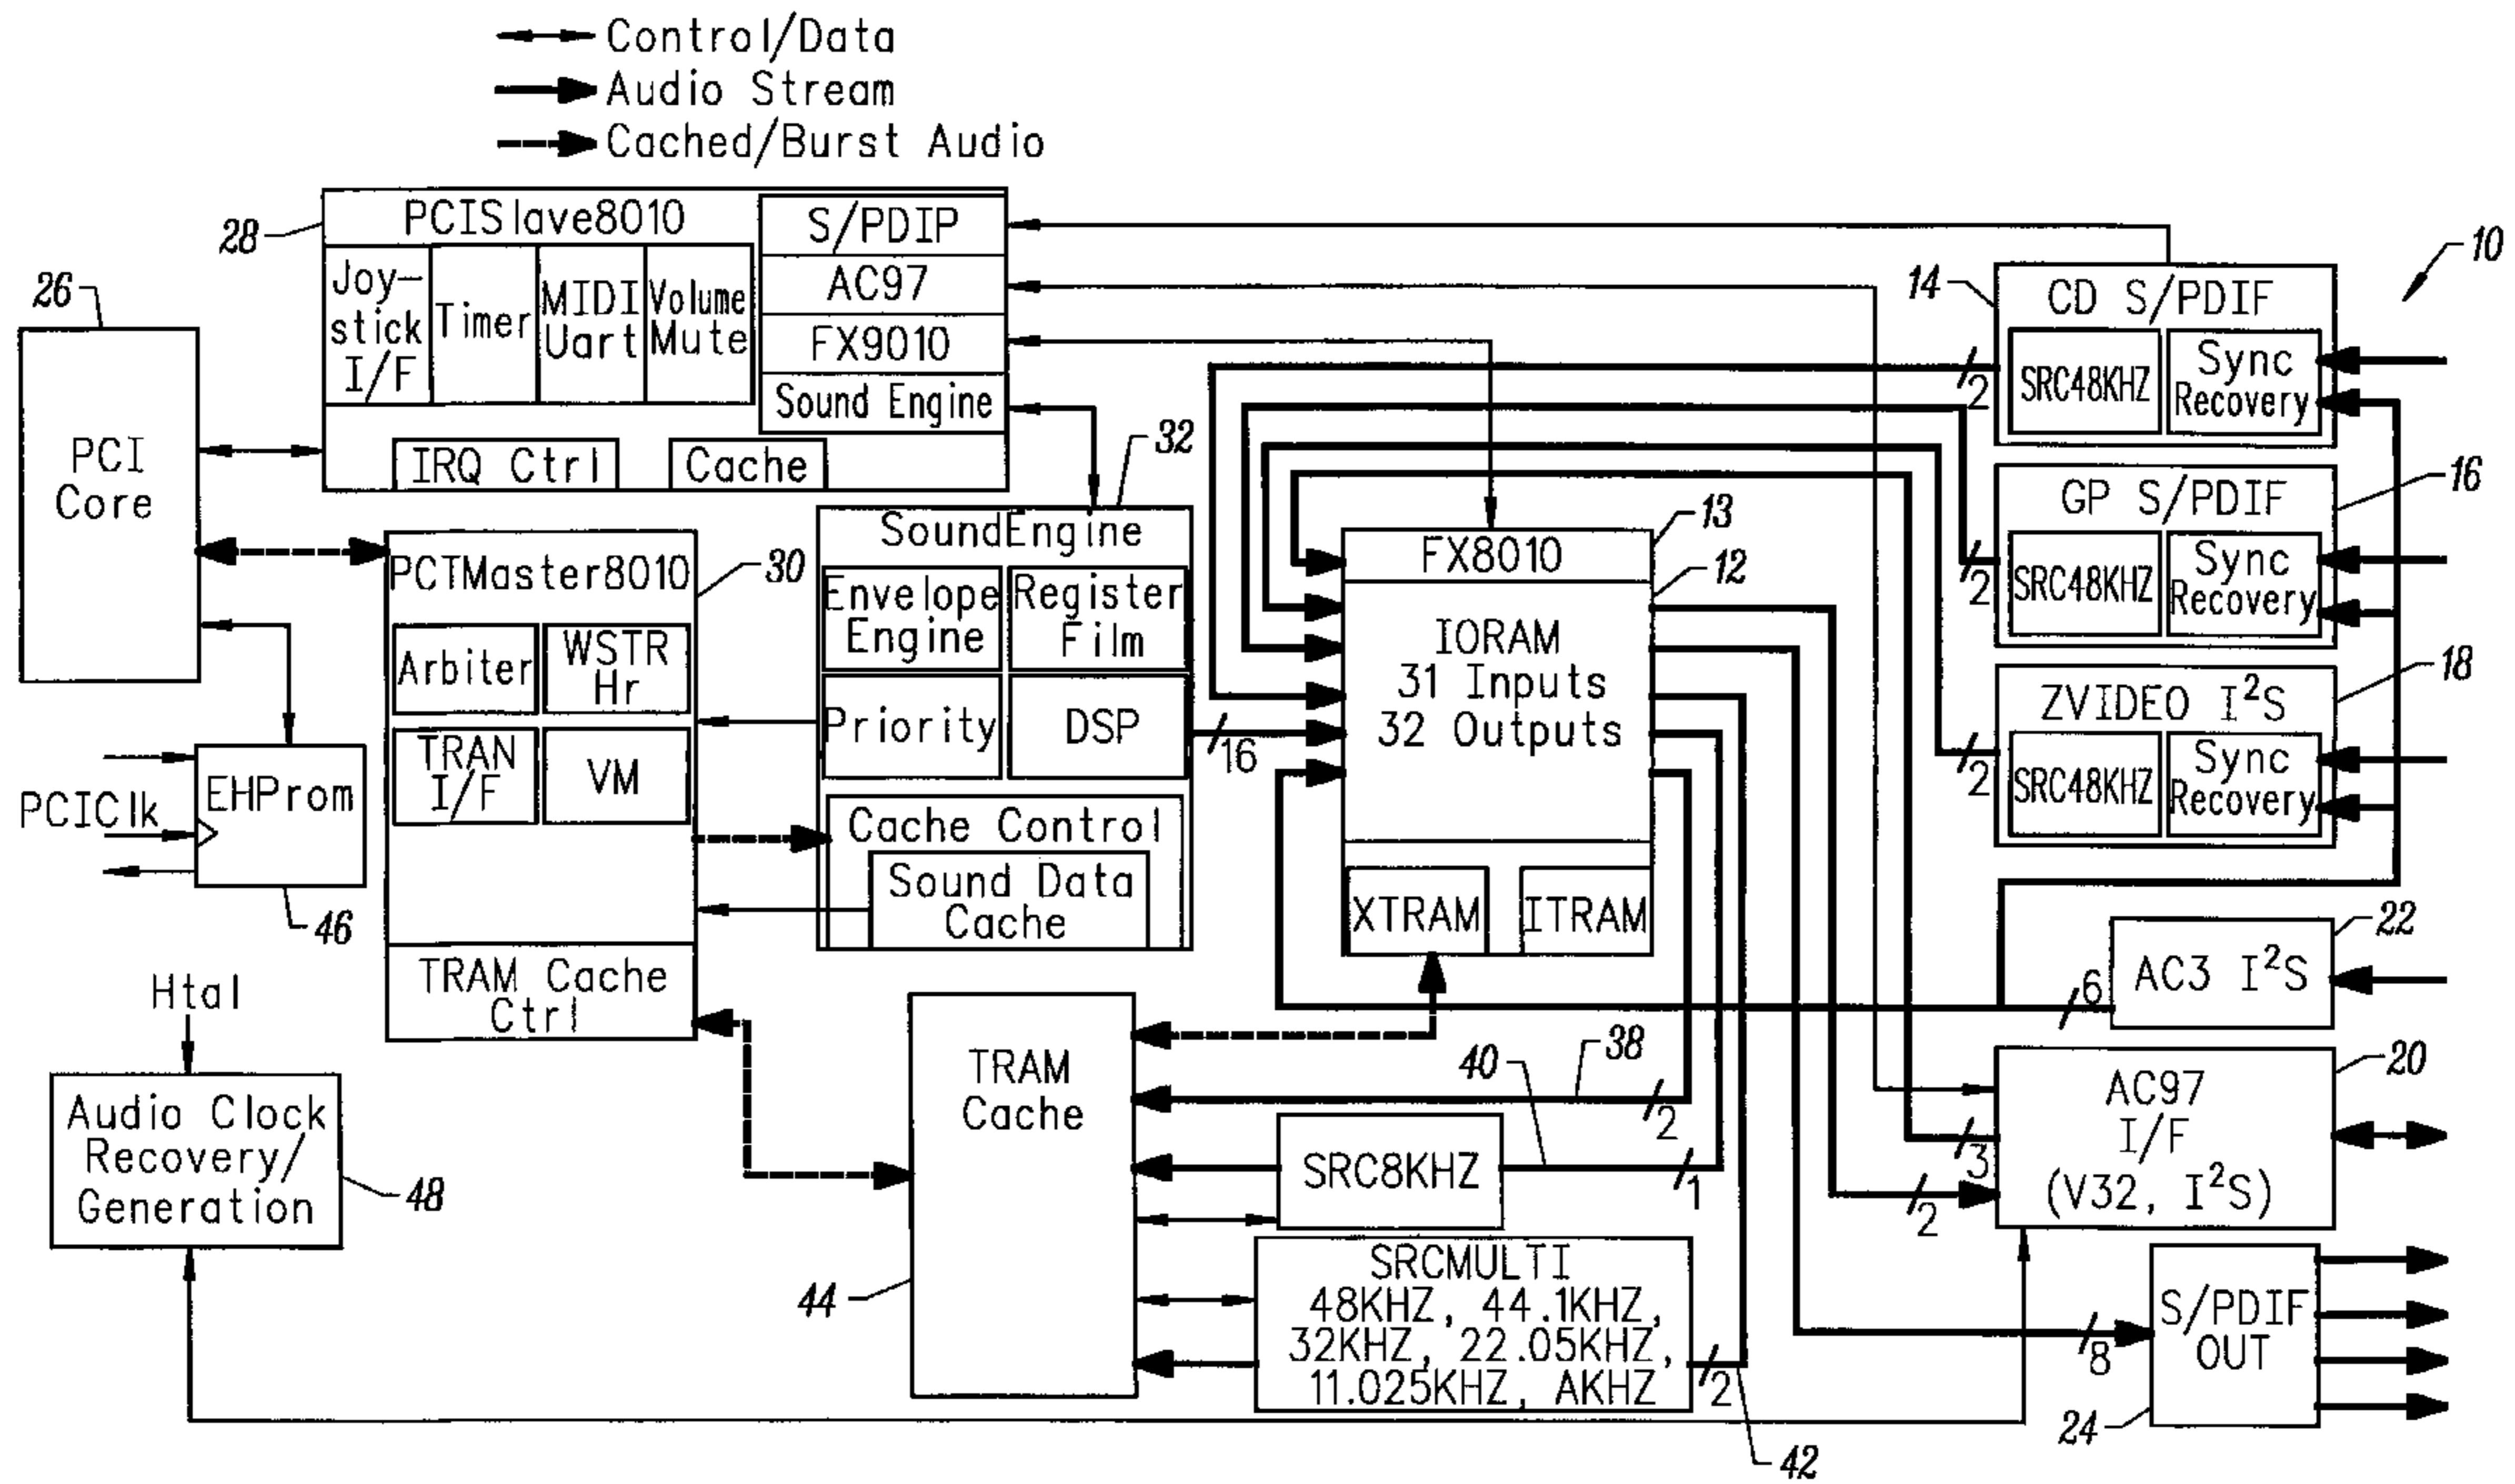 Control/Data
Audio Stream
Cached/Burst Audio
PCISlave8010
28
Joy-
stick
I/F
Timer
MIDI
Uart
Volume
Mute
S/PDIP
AC97
FX9010
Sound Engine
IRQ Ctrl
Cache
26
PCI
Core
10
14
CD S/PDIF
SRC48KHZ
Sync
Recovery
2
16
GP S/PDIF
SRC48KHZ
Sync
Recovery
2
18
ZVIDEO I²S
SRC48KHZ
Sync
Recovery
2
32
SoundEngine
Envelope
Engine
Register
Film
Priority
DSP
16
Cache Control
Sound Data
Cache
PCTMaster8010
30
Arbiter
WSTR
Hr
TRAN
I/F
VM
TRAM Cache
Ctrl
13
FX8010
12
IORAM
31 Inputs
32 Outputs
XTRAM
ITRAM
PCIClk
EHProm
46
Htal
Audio Clock
Recovery/
Generation
48
22
AC3 I²S
6
20
AC97
I/F
(V32, I²S)
3
2
TRAM
Cache
44
38
2
40
SRC8KHZ
1
SRCMULTI
48KHZ, 44.1KHZ,
32KHZ, 22.05KHZ,
11.025KHZ, AKHZ
2
42
S/PDIF
OUT
8
24